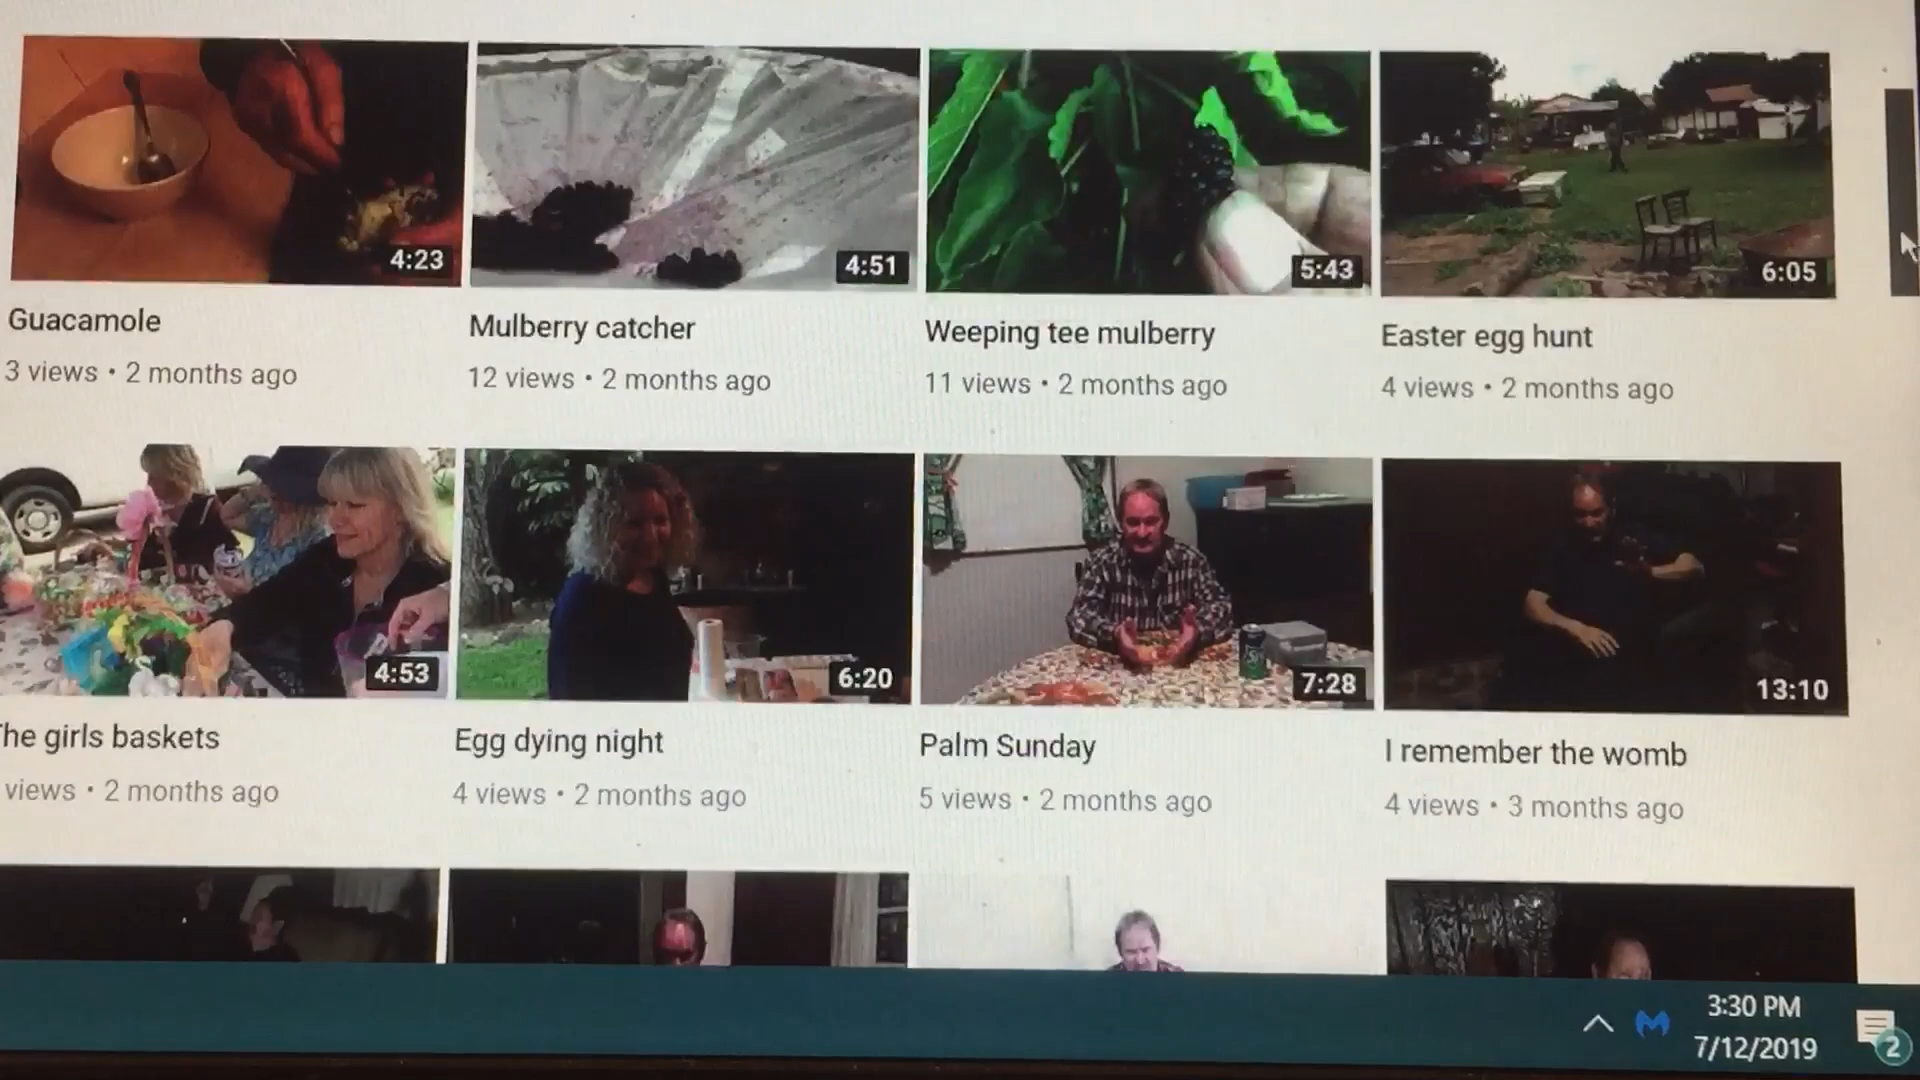 4:23
4:51
5:43
6:05
Guacamole
Mulberry catcher
Weeping tee mulberry
Easter egg hunt
3 views • 2 months ago
12 views • 2 months ago
11 views • 2 months ago
4 views • 2 months ago
4:53
6:20
7:28
13:10
The girls baskets
Egg dying night
Palm Sunday
I remember the womb
views • 2 months ago
4 views • 2 months ago
5 views • 2 months ago
4 views • 3 months ago
3:30 PM
7/12/2019
2